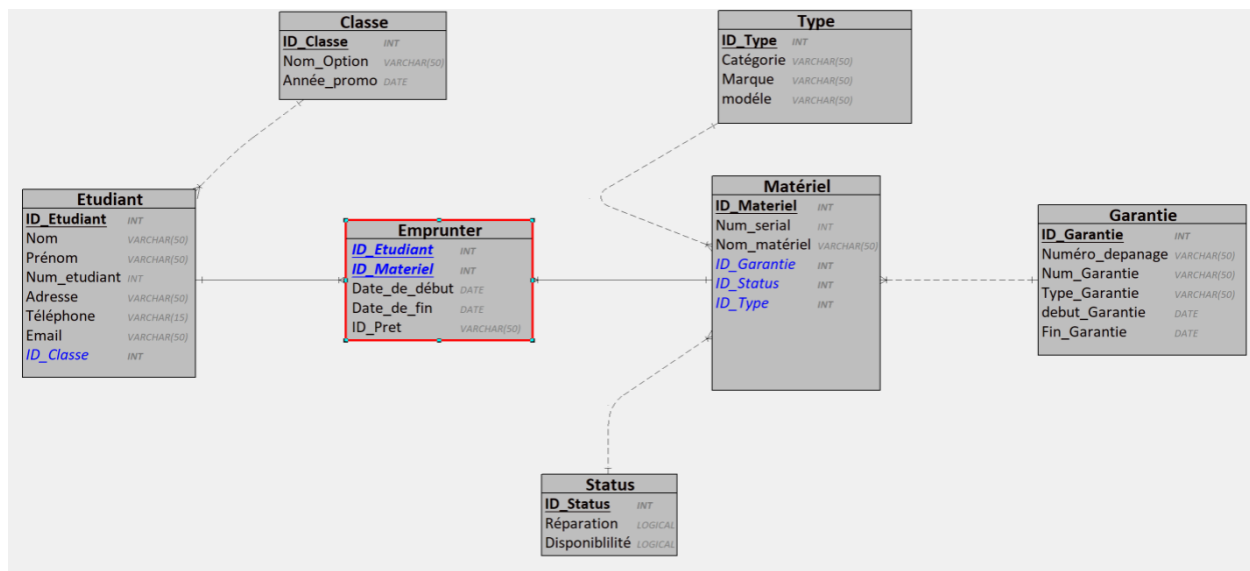 Classe
ID_Classe INT
Nom_Option VARCHAR(50)
Année_promo DATE
Type
ID_Type INT
Catégorie VARCHAR(50)
Marque VARCHAR(50)
modéle VARCHAR(50)
Etudiant
ID_Etudiant INT
Nom VARCHAR(50)
Prénom VARCHAR(50)
Num_etudiant INT
Adresse VARCHAR(50)
Téléphone VARCHAR(15)
Email VARCHAR(50)
ID_Classe INT
Emprunter
ID_Etudiant INT
ID_Materiel INT
Date_de_début DATE
Date_de_fin DATE
ID_Pret VARCHAR(50)
Matériel
ID_Materiel INT
Num_serial INT
Nom_matériel VARCHAR(50)
ID_Garantie INT
ID_Status INT
ID_Type INT
Garantie
ID_Garantie INT
Numéro_depanage VARCHAR(50)
Num_Garantie VARCHAR(50)
Type_Garantie VARCHAR(50)
debut_Garantie DATE
Fin_Garantie DATE
Status
ID_Status INT
Réparation LOGICAL
Disponiblilité LOGICAL